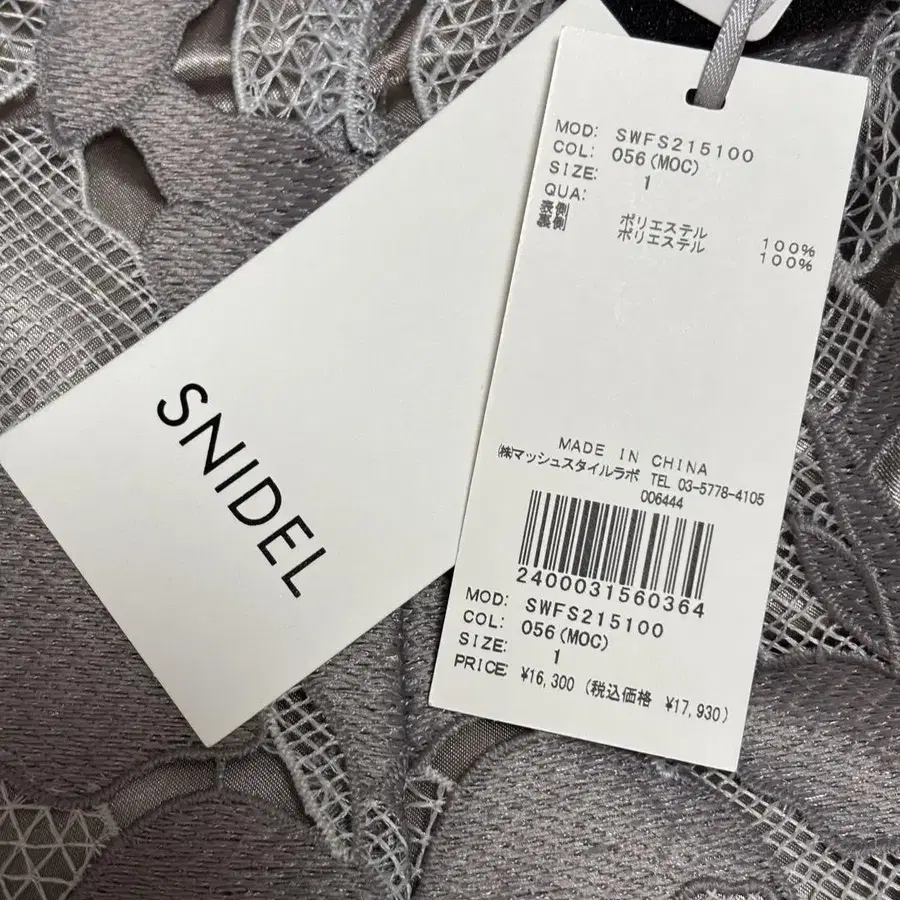 SNIDEL
MOD: SWFS215100
COL: 056(MOC)
SIZE: 1
QUA:
表側 ポリエステル 100%
裏側 ポリエステル 100%
MADE IN CHINA
㈱マッシュスタイルラボ TEL 03-5778-4105
006444
2400031560364
MOD: SWFS215100
COL: 056(MOC)
SIZE: 1
PRICE: ¥16,300 (税込価格 ¥17,930)